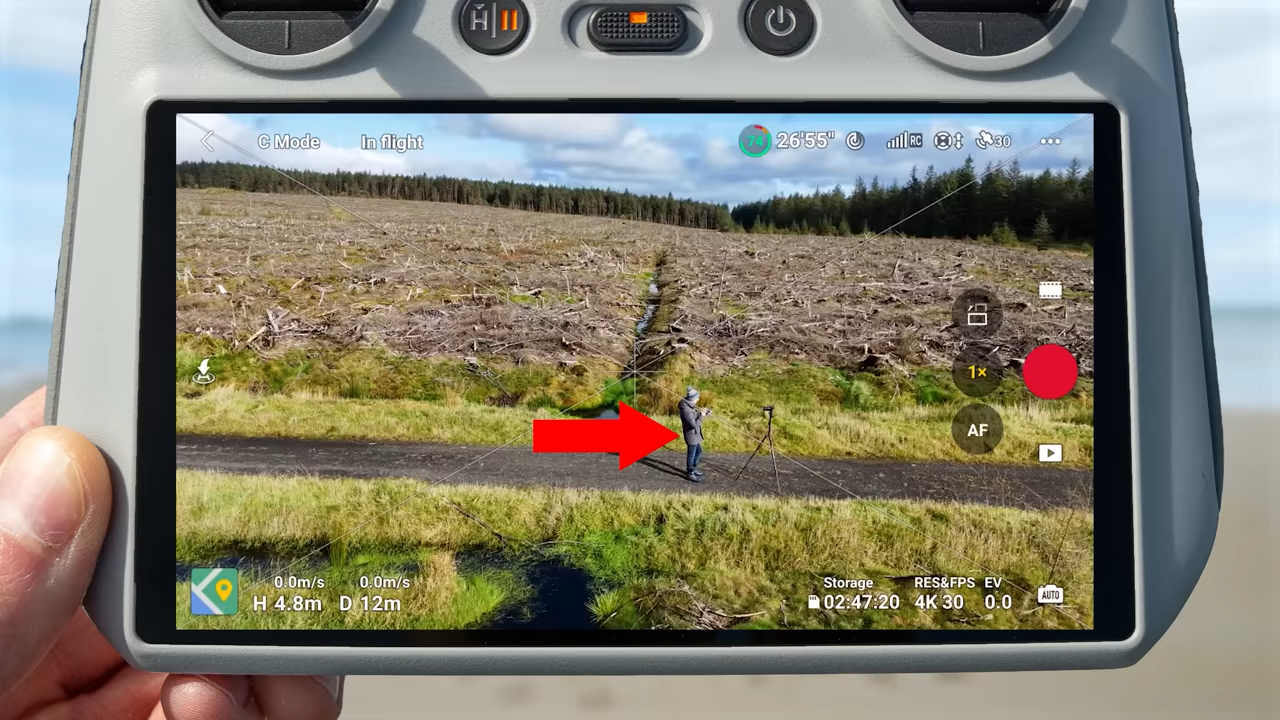 H
C Mode In flight 74 26'55" RC 30
1×
AF
0.0m/s 0.0m/s
H 4.8m D 12m
Storage RES&FPS EV
02:47:20 4K 30 0.0
AUTO